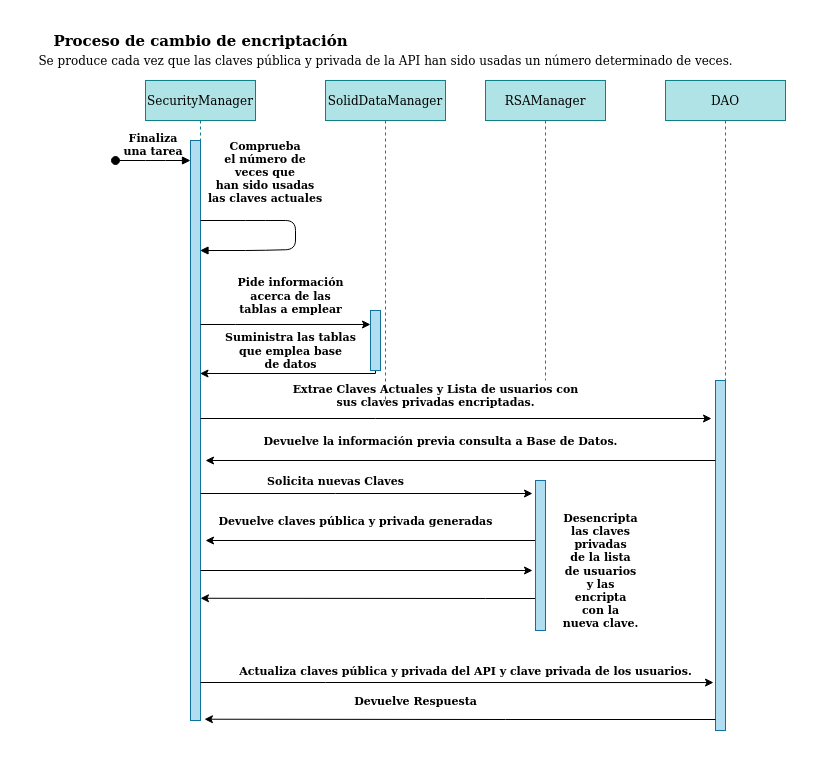 Proceso de cambio de encriptación
Se produce cada vez que las claves pública y privada de la API han sido usadas un número determinado de veces.
SecurityManager
SolidDataManager
RSAManager
DAO
Finaliza
una tarea
Comprueba
el número de
veces que
han sido usadas
las claves actuales
Pide información
acerca de las
tablas a emplear
Suministra las tablas
que emplea base
de datos
Extrae Claves Actuales y Lista de usuarios con
sus claves privadas encriptadas.
Devuelve la información previa consulta a Base de Datos.
Solicita nuevas Claves
Devuelve claves pública y privada generadas
Desencripta
las claves
privadas
de la lista
de usuarios
y las
encripta
con la
nueva clave.
Actualiza claves pública y privada del API y clave privada de los usuarios.
Devuelve Respuesta